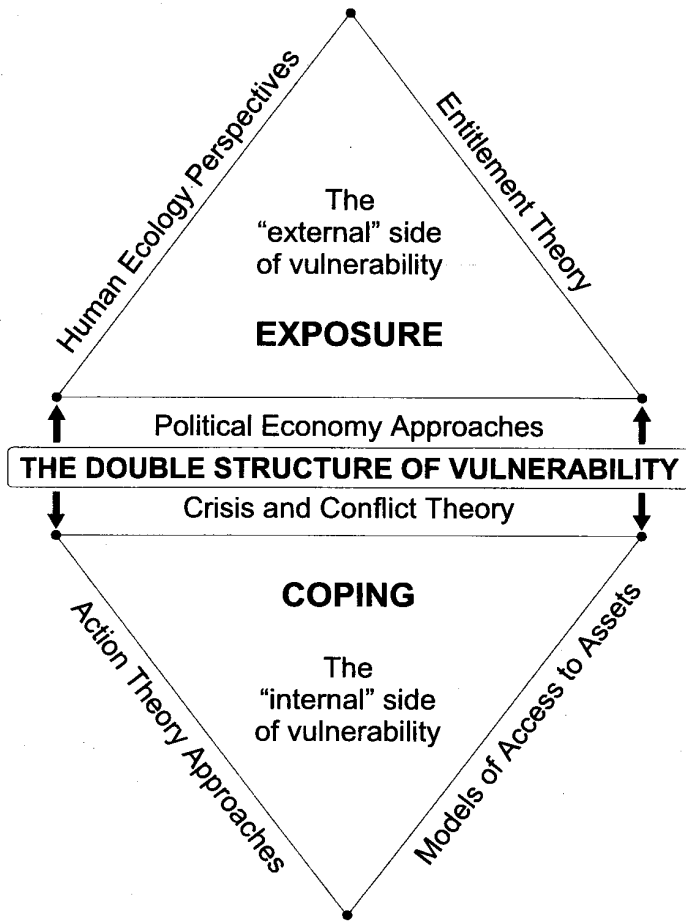 Human Ecology Perspectives
Entitlement Theory
The
“external” side
of vulnerability
EXPOSURE
Political Economy Approaches
THE DOUBLE STRUCTURE OF VULNERABILITY
Crisis and Conflict Theory
COPING
The
“internal” side
of vulnerability
Action Theory Approaches
Models of Access to Assets